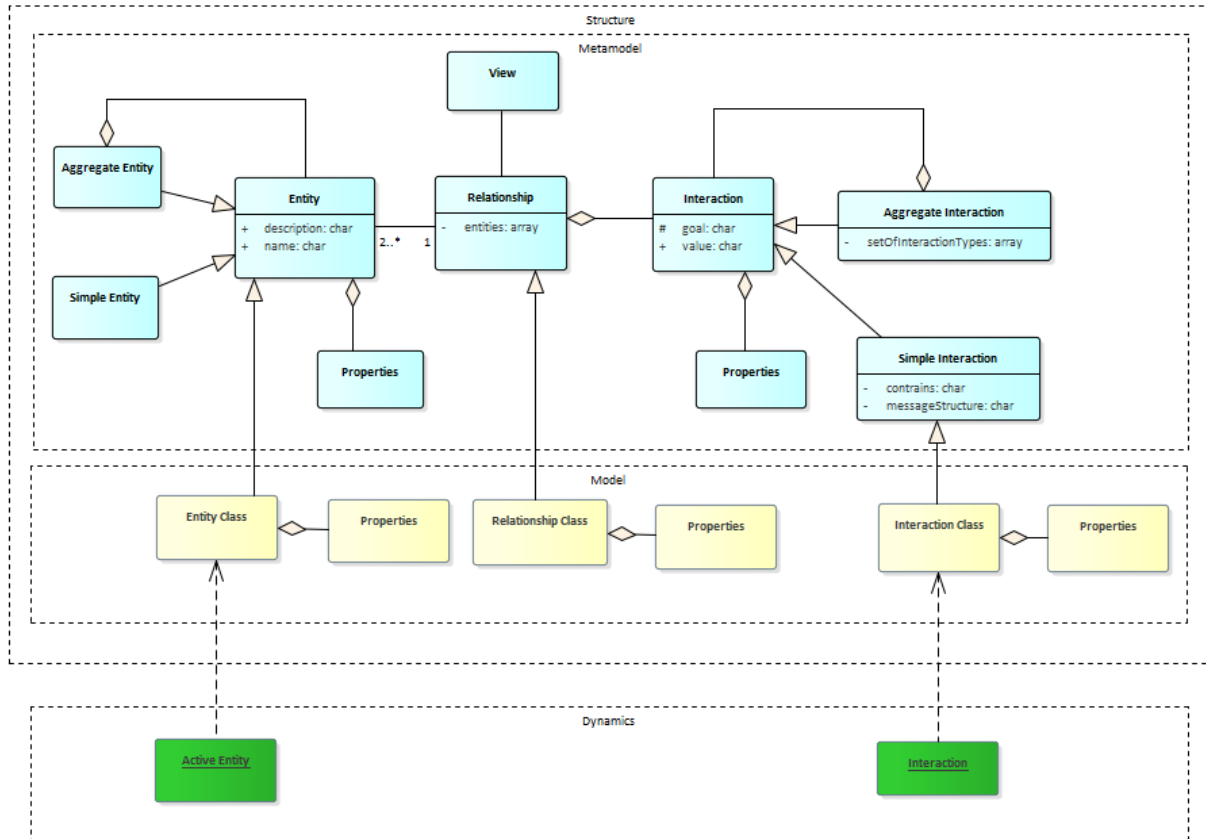 Structure
Metamodel
View
Aggregate Entity
Entity
+ description: char
+ name: char
Relationship
- entities: array
2..*
1
Interaction
# goal: char
+ value: char
Aggregate Interaction
- setOfInteractionTypes: array
Simple Entity
Properties
Properties
Simple Interaction
- contrains: char
- messageStructure: char
Model
Entity Class
Properties
Relationship Class
Properties
Interaction Class
Properties
Dynamics
Active Entity
Interaction